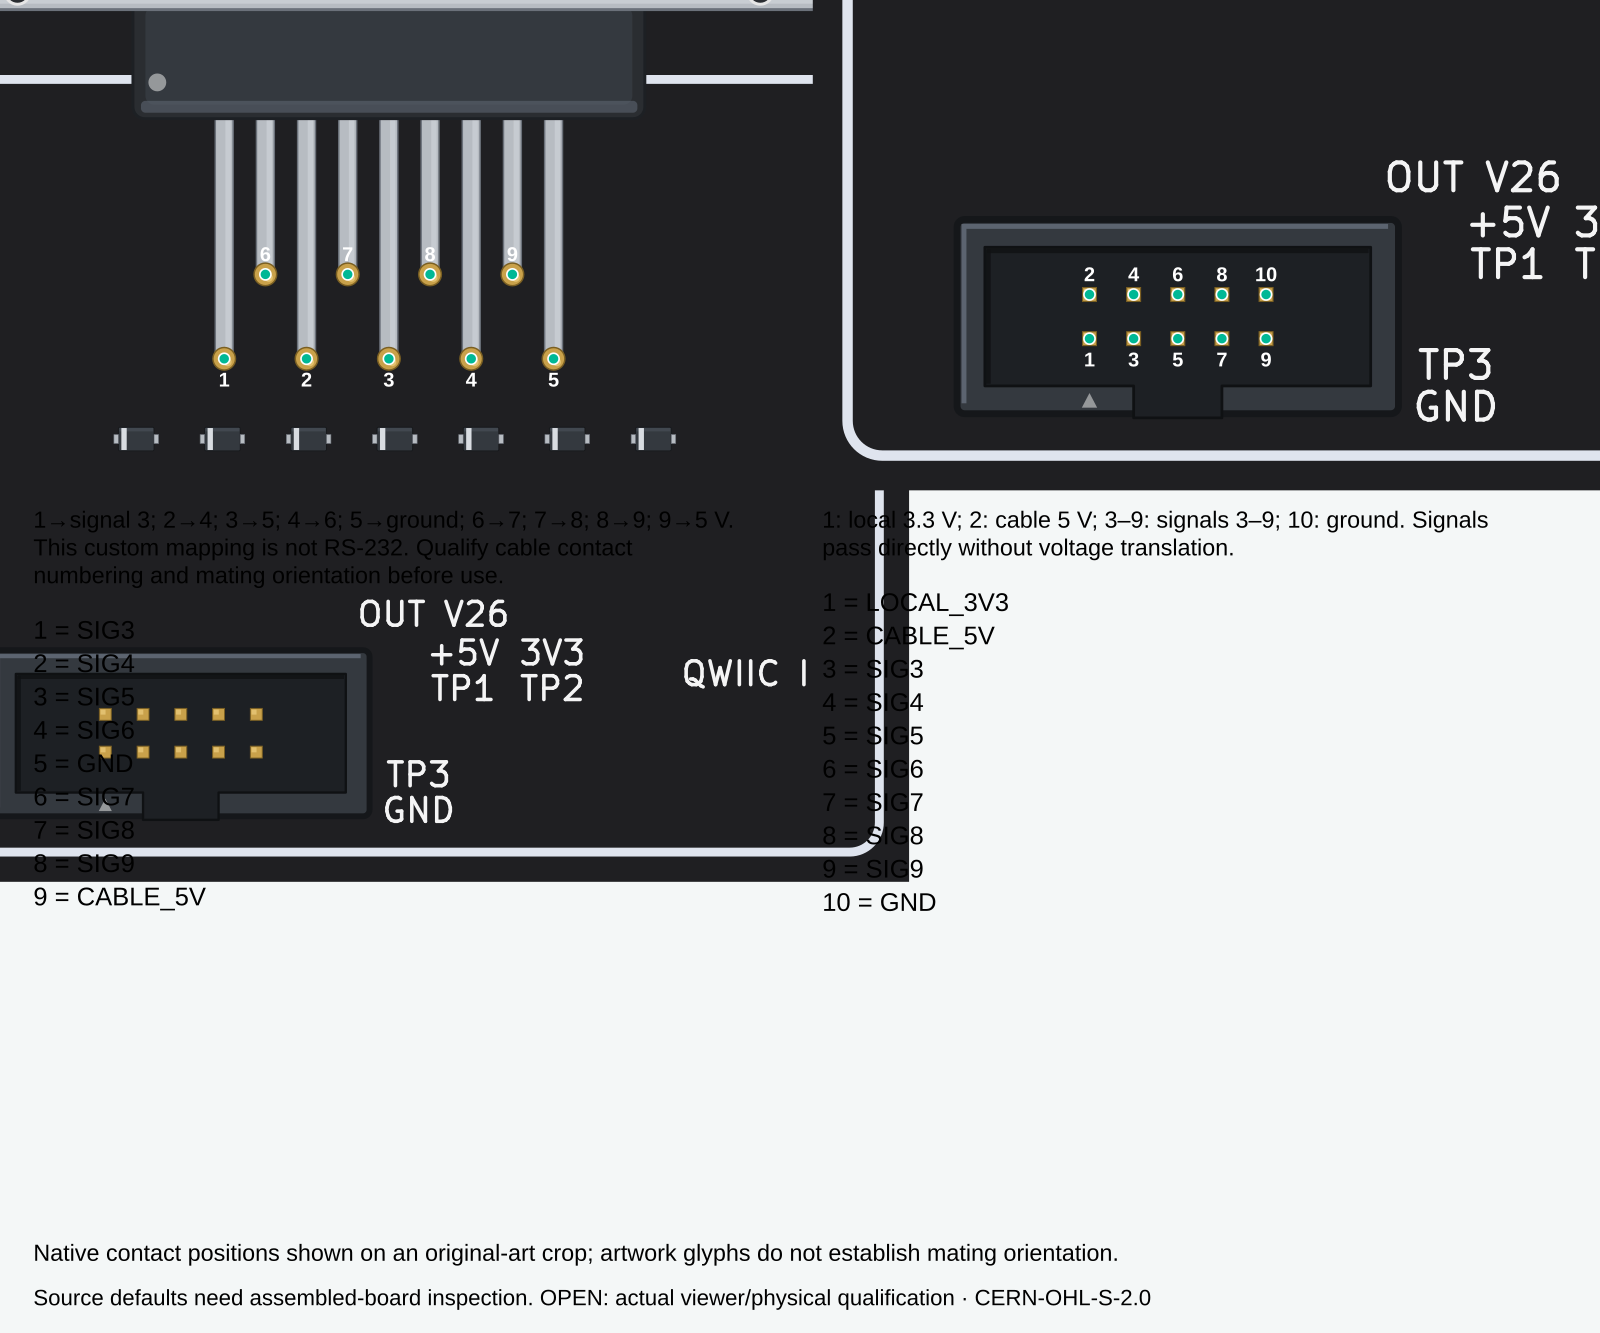 OUT V26
+5V 3
TP1 T
6 7 8 9
2 4 6 8 10
1 3 5 7 9
TP3
GND
1 2 3 4 5
1→signal 3; 2→4; 3→5; 4→6; 5→ground; 6→7; 7→8; 8→9; 9→5 V.
This custom mapping is not RS-232. Qualify cable contact
numbering and mating orientation before use.
1: local 3.3 V; 2: cable 5 V; 3–9: signals 3–9; 10: ground. Signals
pass directly without voltage translation.
OUT V26
+5V 3V3
TP1 TP2
QWIIC I
TP3
GND
1 = SIG3
2 = SIG4
3 = SIG5
4 = SIG6
5 = GND
6 = SIG7
7 = SIG8
8 = SIG9
9 = CABLE_5V
1 = LOCAL_3V3
2 = CABLE_5V
3 = SIG3
4 = SIG4
5 = SIG5
6 = SIG6
7 = SIG7
8 = SIG8
9 = SIG9
10 = GND
Native contact positions shown on an original-art crop; artwork glyphs do not establish mating orientation.
Source defaults need assembled-board inspection. OPEN: actual viewer/physical qualification · CERN-OHL-S-2.0